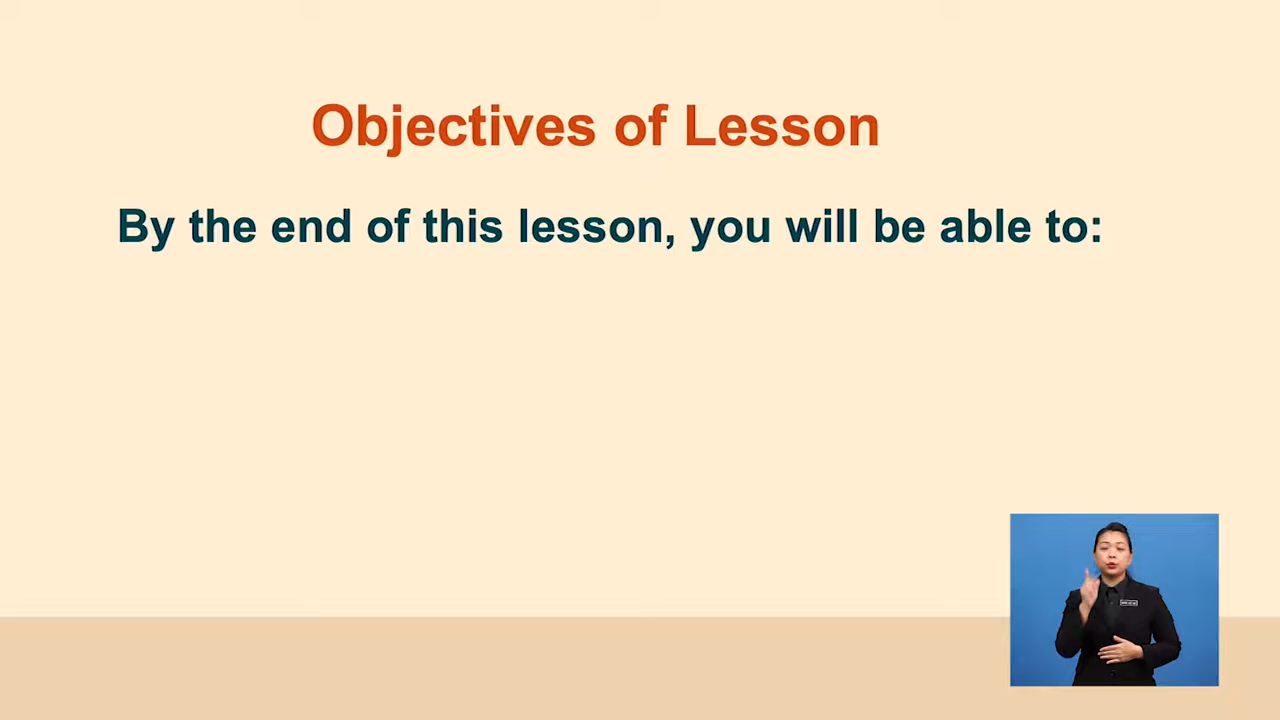 Objectives of Lesson
By the end of this lesson, you will be able to: